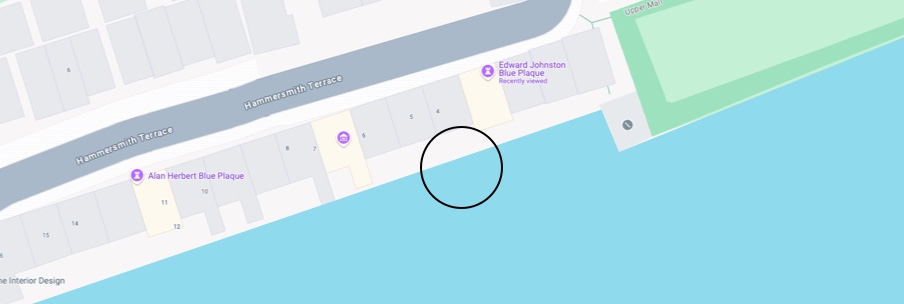 Upper Mall
6
Edward Johnston
Blue Plaque
Recently viewed
Hammersmith Terrace
5
4
Hammersmith Terrace
8
7
6
Alan Herbert Blue Plaque
10
11
12
14
15
ne Interior Design